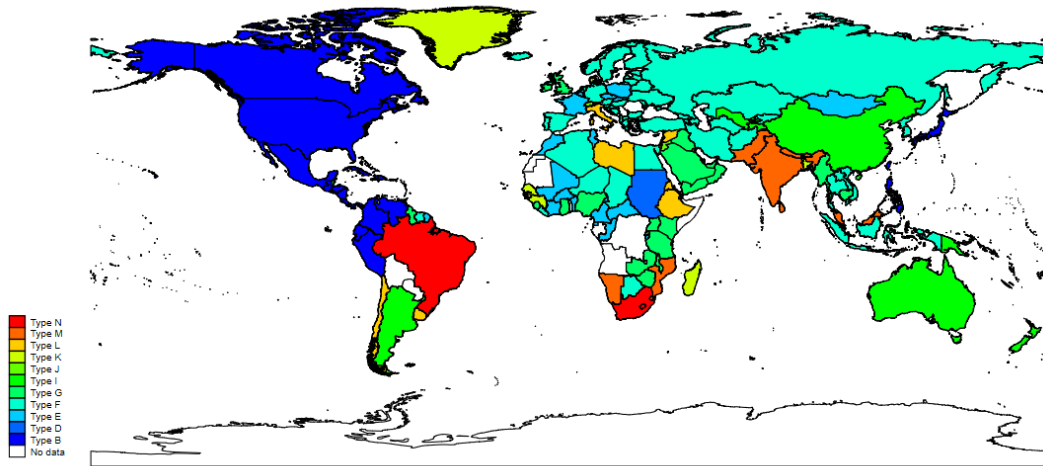 Type N
Type M
Type L
Type K
Type J
Type I
Type G
Type F
Type E
Type D
Type B
No data